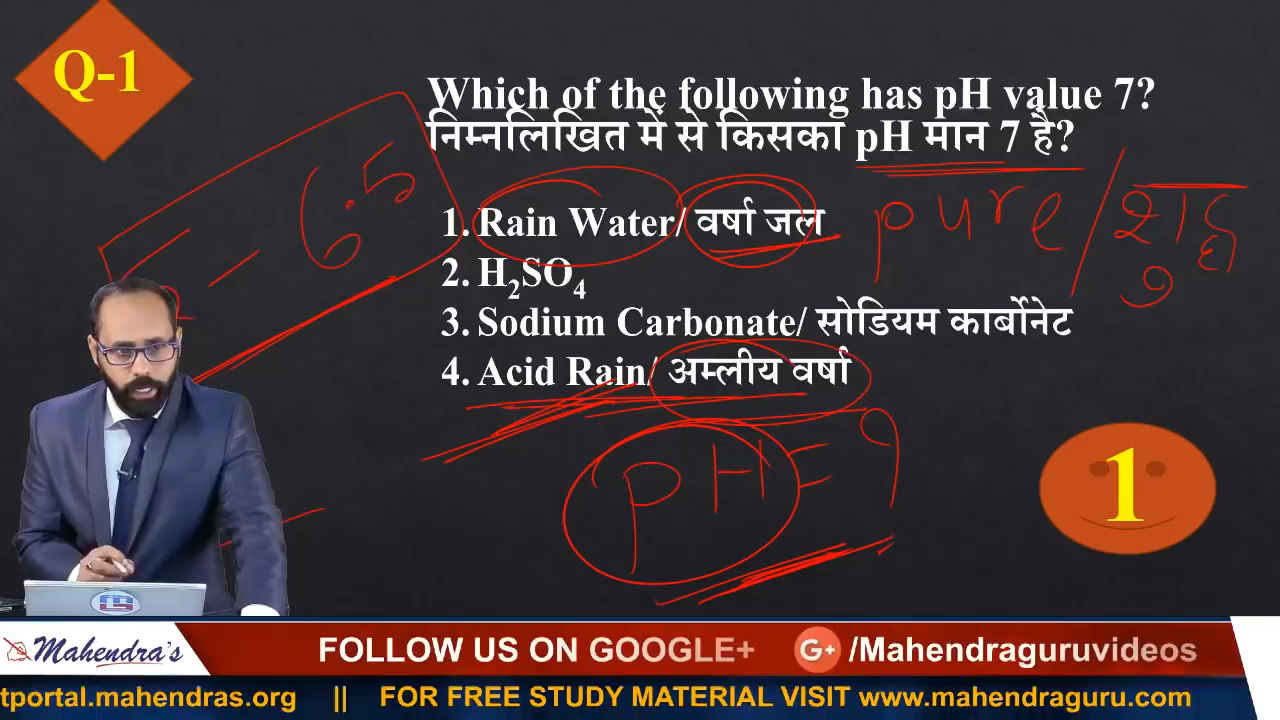 Q-1
Which of the following has pH value 7?
निम्नलिखित में से किसका pH मान 7 है?
6.5
1. Rain Water/ वर्षा जल
pure/शुद्ध
2. H₂SO₄
3. Sodium Carbonate/ सोडियम कार्बोनेट
4. Acid Rain/ अम्लीय वर्षा
PH=9
1
Mahendra's
FOLLOW US ON GOOGLE+
G+ /Mahendraguruvideos
tportal.mahendras.org || FOR FREE STUDY MATERIAL VISIT www.mahendraguru.com